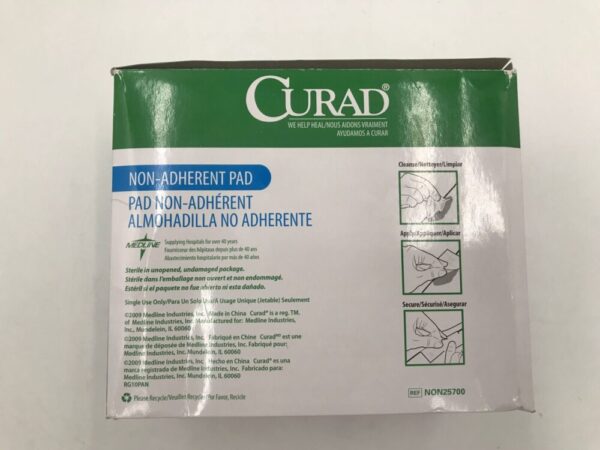 CURAD®
WE HELP HEAL/NOUS AIDONS VRAIMENT
AYUDAMOS A CURAR
NON-ADHERENT PAD
PAD NON-ADHÉRENT
ALMOHADILLA NO ADHERENTE
MEDLINE
Supplying Hospitals for over 40 years
Fournisseur des hôpitaux depuis plus de 40 ans
Abastecimiento hospitalario por más de 40 años
Sterile in unopened, undamaged package.
Stérile dans l'emballage non ouvert et non endommagé.
Estéril si el paquete no fue abierto ni esta dañado.
Single Use Only/Para Un Solo Uso/À Usage Unique (Jetable) Seulement
©2009 Medline Industries, Inc. Made in China Curad® is a reg. TM.
of Medline Industries, Inc. Manufactured for: Medline Industries,
Inc., Mundelein, IL 60060
©2009 Medline Industries, Inc. Fabriqué en Chine Curad® est une
marque de déposée de Medline Industries, Inc. Fabriqué pour:
Medline Industries, Inc. Mundelein, IL 60060
©2009 Medline Industries, Inc. Hecho en China Curad® es una
marca registrada de Medline Industries, Inc. Fabricado para:
Medline Industries, Inc. Mundelein, IL 60060
RG10PAN
Please Recycle/Veuillez Recycler/Por Favor, Recicle
Cleanse/Nettoyer/Limpiar
Apply/Appliquer/Aplicar
Secure/Sécurisé/Asegurar
REF NON25700